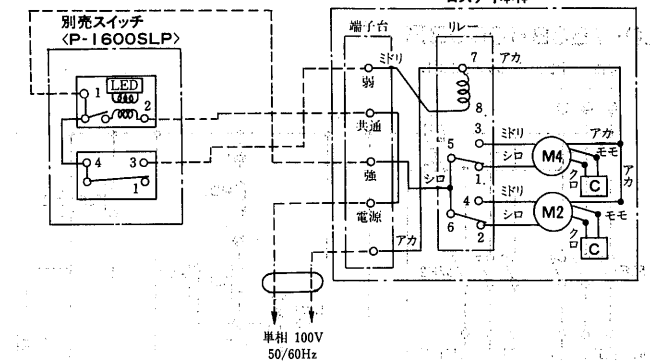 別売スイッチ
〈P-1600SLP〉
LED
1
2
4
3
1
端子台
リレー
弱
共通
強
電源
ミドリ
アカ
シロ
7
アカ
8
3
ミドリ
アカ
5
シロ
1
M4
モモ
クロ
C
アカ
4
ミドリ
6
シロ
2
M2
モモ
クロ
C
単相 100V
50/60Hz